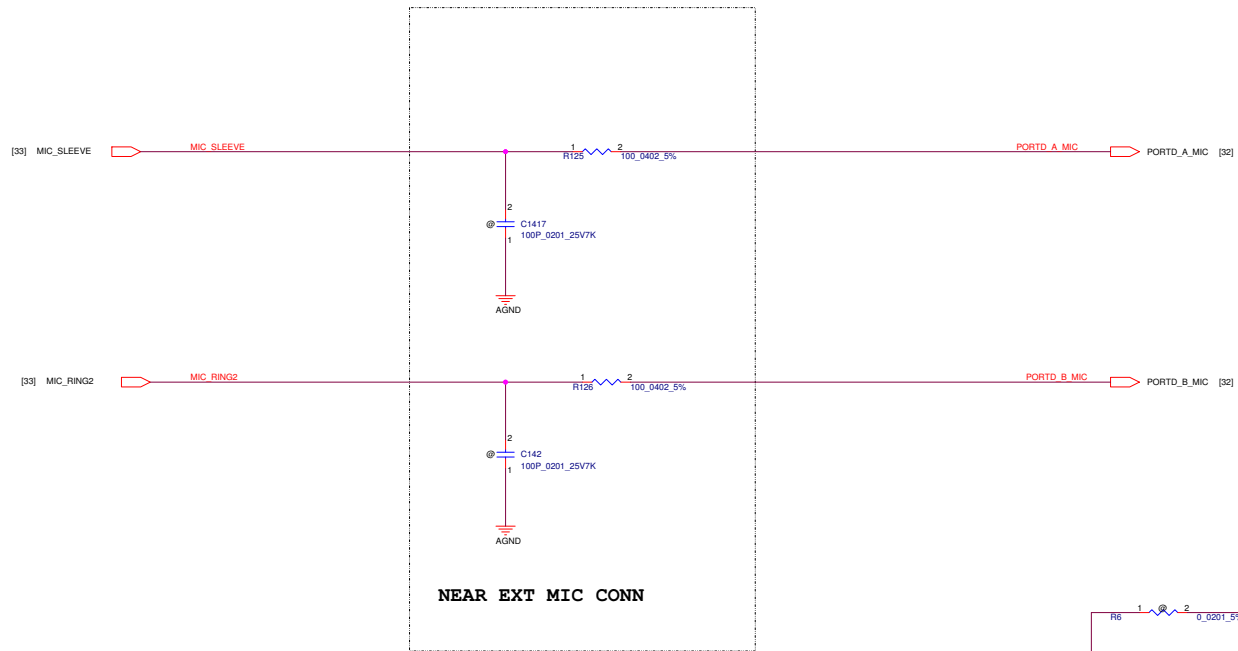 [33] MIC_SLEEVE MIC_SLEEVE 1 2 PORTD_A_MIC PORTD_A_MIC [32]
R125 100_0402_5%
2
@ C1417
100P_0201_25V7K
1
AGND
[33] MIC_RING2 MIC_RING2 1 2 PORTD_B_MIC PORTD_B_MIC [32]
R126 100_0402_5%
2
@ C142
100P_0201_25V7K
1
AGND
NEAR EXT MIC CONN
1 @ 2
R6 0_0201_5%